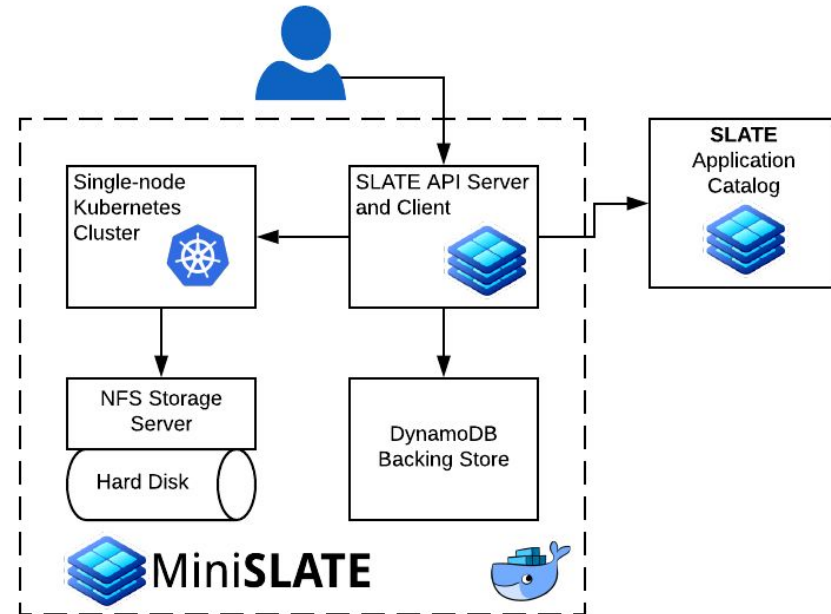 Single-node
Kubernetes
Cluster
SLATE API Server
and Client
SLATE
Application
Catalog
NFS Storage
Server
Hard Disk
DynamoDB
Backing Store
MiniSLATE